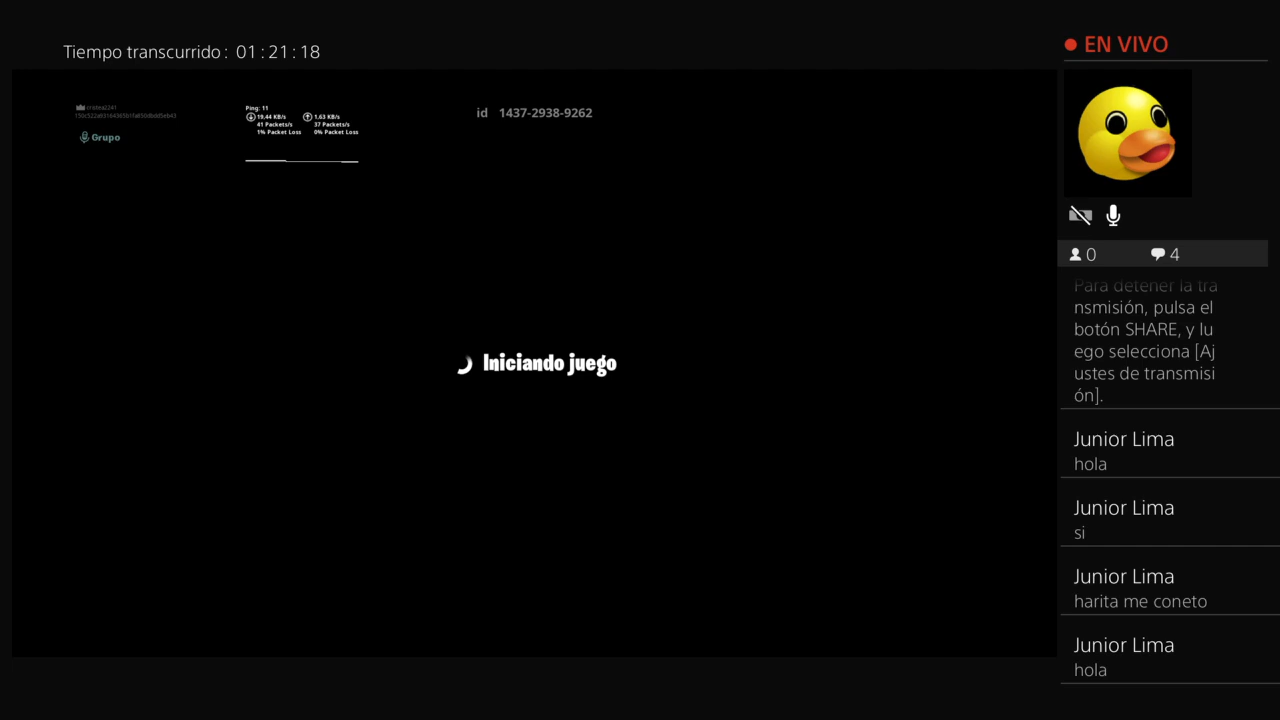 Tiempo transcurrido : 01 : 21 : 18
EN VIVO
Grupo
Ping: 11
19.44 KB/s 1.63 KB/s
41 Packets/s 37 Packets/s
1% Packet Loss 0% Packet Loss
id 1437-2938-9262
Iniciando juego
0 4
Para detener la tra
nsmisión, pulsa el
botón SHARE, y lu
ego selecciona [Aj
ustes de transmisi
ón].
Junior Lima
hola
Junior Lima
si
Junior Lima
harita me coneto
Junior Lima
hola